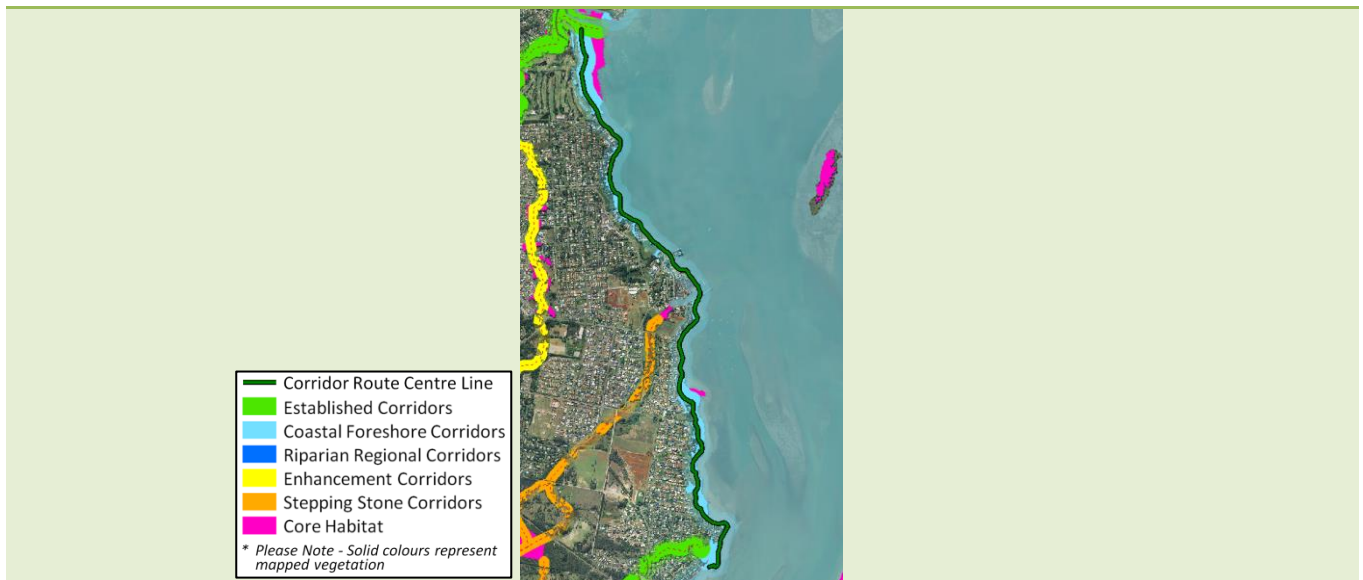 Corridor Route Centre Line
Established Corridors
Coastal Foreshore Corridors
Riparian Regional Corridors
Enhancement Corridors
Stepping Stone Corridors
Core Habitat
* Please Note - Solid colours represent
mapped vegetation